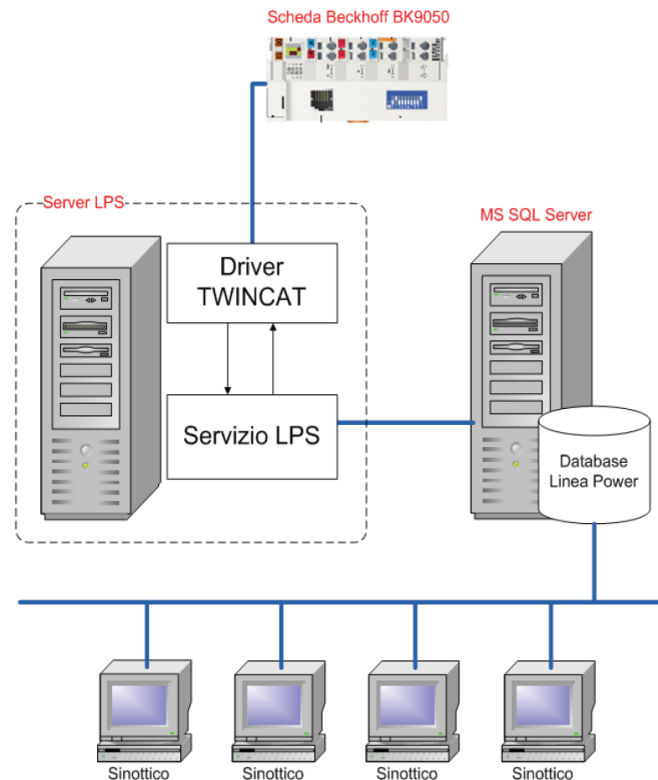 Scheda Beckhoff BK9050
Server LPS
MS SQL Server
Driver
TWINCAT
Servizio LPS
Database
Linea Power
Sinottico
Sinottico
Sinottico
Sinottico